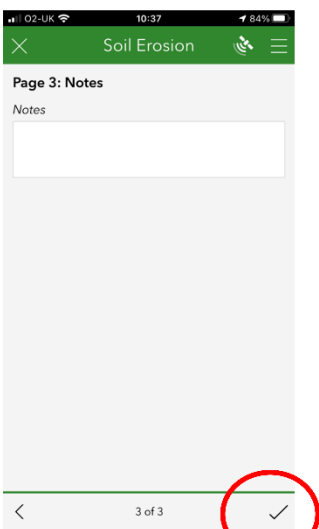 O2-UK 10:37 84%
Soil Erosion
Page 3: Notes
Notes
3 of 3